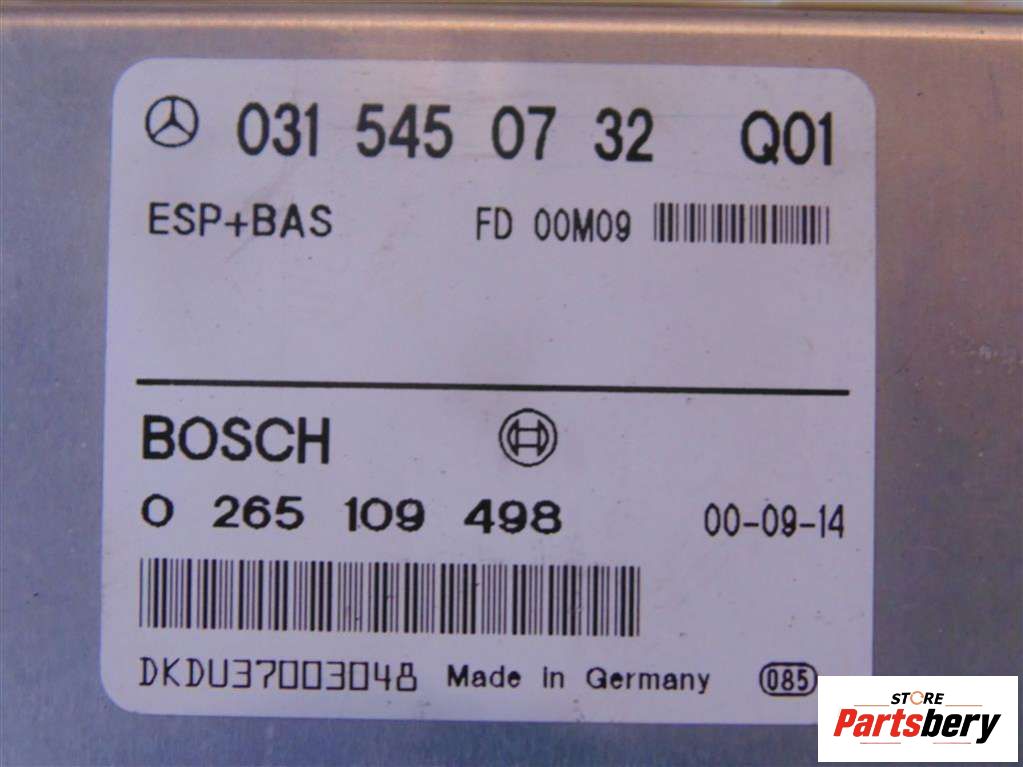 031 545 07 32 Q01
ESP+BAS FD 00M09
BOSCH
0 265 109 498 00-09-14
DKDU37003048 Made in Germany 085
STORE
Partsbery